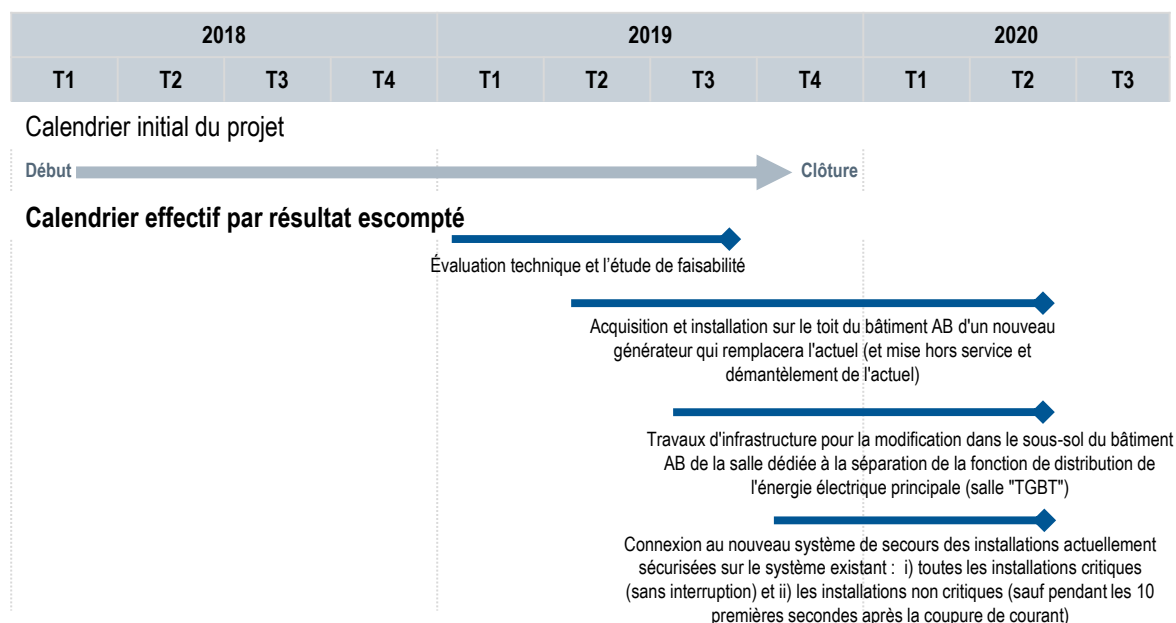 2018 2019 2020
T1 T2 T3 T4 T1 T2 T3 T4 T1 T2 T3
Calendrier initial du projet
Début Clôture
Calendrier effectif par résultat escompté
Évaluation technique et l'étude de faisabilité
Acquisition et installation sur le toit du bâtiment AB d'un nouveau
générateur qui remplacera l'actuel (et mise hors service et
démantèlement de l'actuel)
Travaux d'infrastructure pour la modification dans le sous-sol du bâtiment
AB de la salle dédiée à la séparation de la fonction de distribution de
l'énergie électrique principale (salle "TGBT")
Connexion au nouveau système de secours des installations actuellement
sécurisées sur le système existant : i) toutes les installations critiques
(sans interruption) et ii) les installations non critiques (sauf pendant les 10
premières secondes après la coupure de courant)